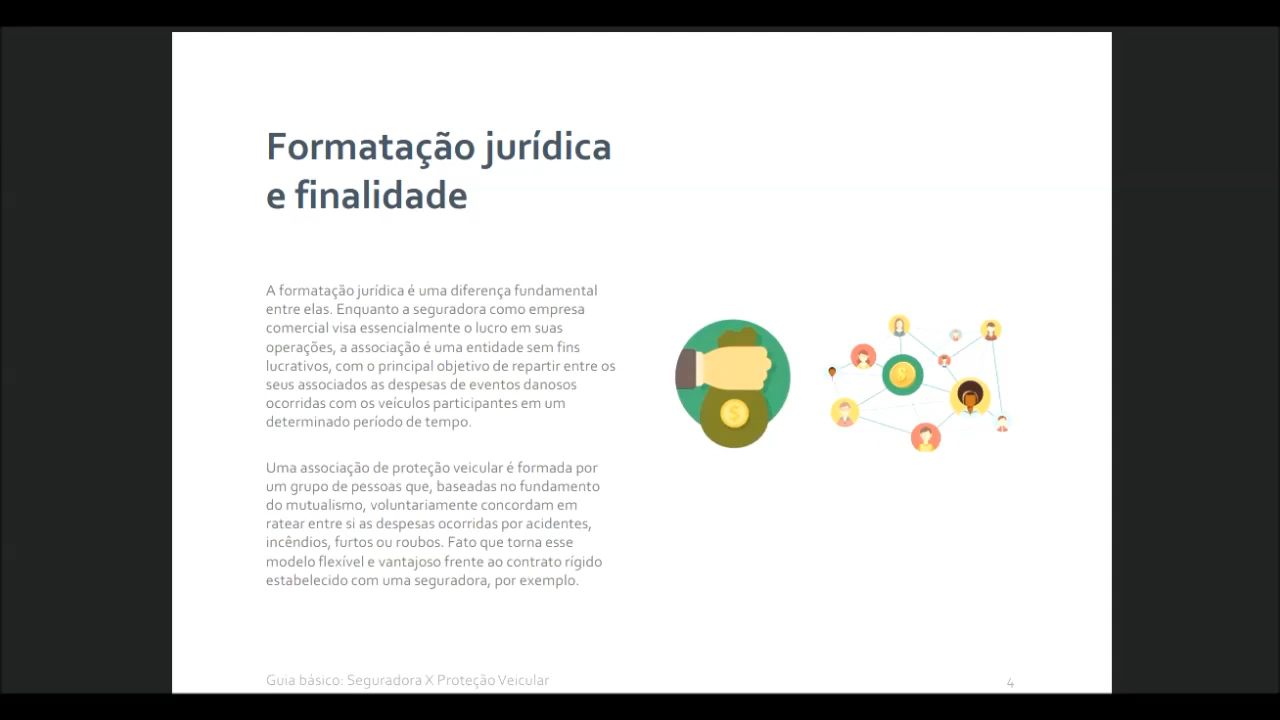 Formatação jurídica
e finalidade
A formatação jurídica é uma diferença fundamental
entre elas. Enquanto a seguradora como empresa
comercial visa essencialmente o lucro em suas
operações, a associação é uma entidade sem fins
lucrativos, com o principal objetivo de repartir entre os
seus associados as despesas de eventos danosos
ocorridas com os veículos participantes em um
determinado período de tempo.
Uma associação de proteção veicular é formada por
um grupo de pessoas que, baseadas no fundamento
do mutualismo, voluntariamente concordam em
ratear entre si as despesas ocorridas por acidentes,
incêndios, furtos ou roubos. Fato que torna esse
modelo flexível e vantajoso frente ao contrato rígido
estabelecido com uma seguradora, por exemplo.
Guia básico: Seguradora X Proteção Veicular
4